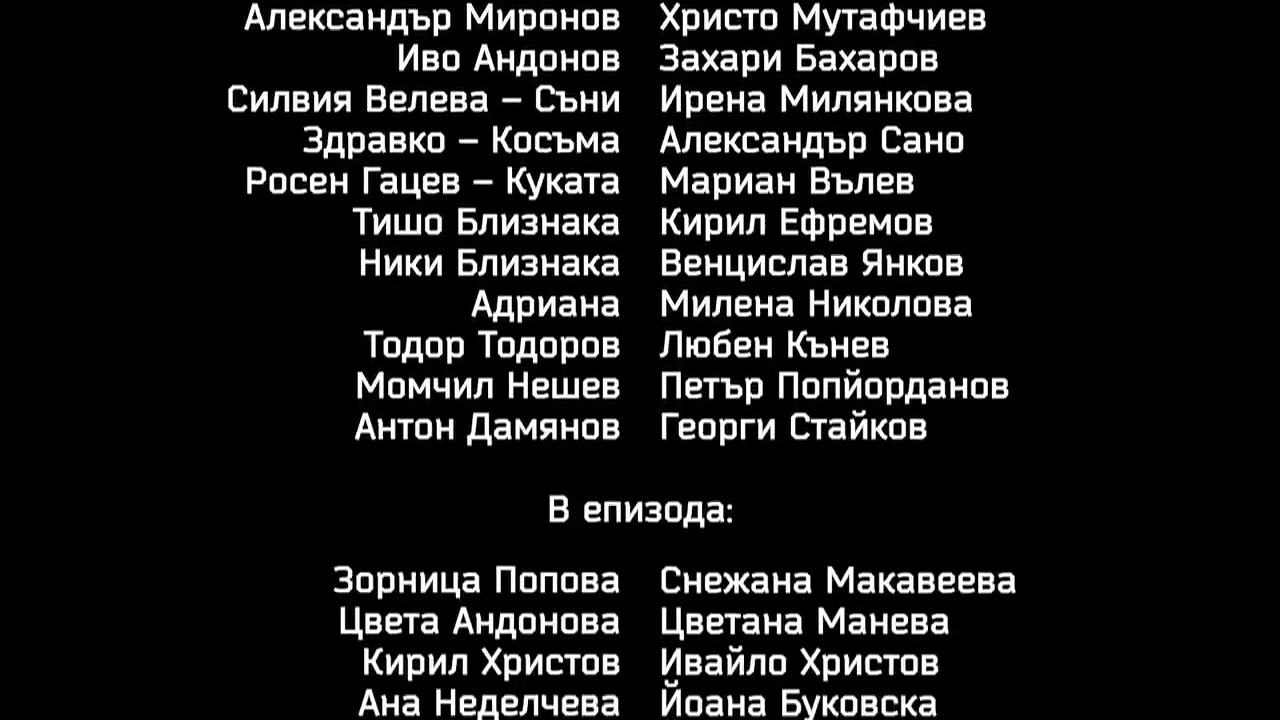 Александър Миронов Христо Мутафчиев
Иво Андонов Захари Бахаров
Силвия Велева – Съни Ирена Милянкова
Здравко – Косъма Александър Сано
Росен Гацев – Куката Мариан Вълев
Тишо Близнака Кирил Ефремов
Ники Близнака Венцислав Янков
Адриана Милена Николова
Тодор Тодоров Любен Кънев
Момчил Нешев Петър Попйорданов
Антон Дамянов Георги Стайков
В епизода:
Зорница Попова Снежана Макавеева
Цвета Андонова Цветана Манева
Кирил Христов Ивайло Христов
Ана Неделчева Йоана Буковска